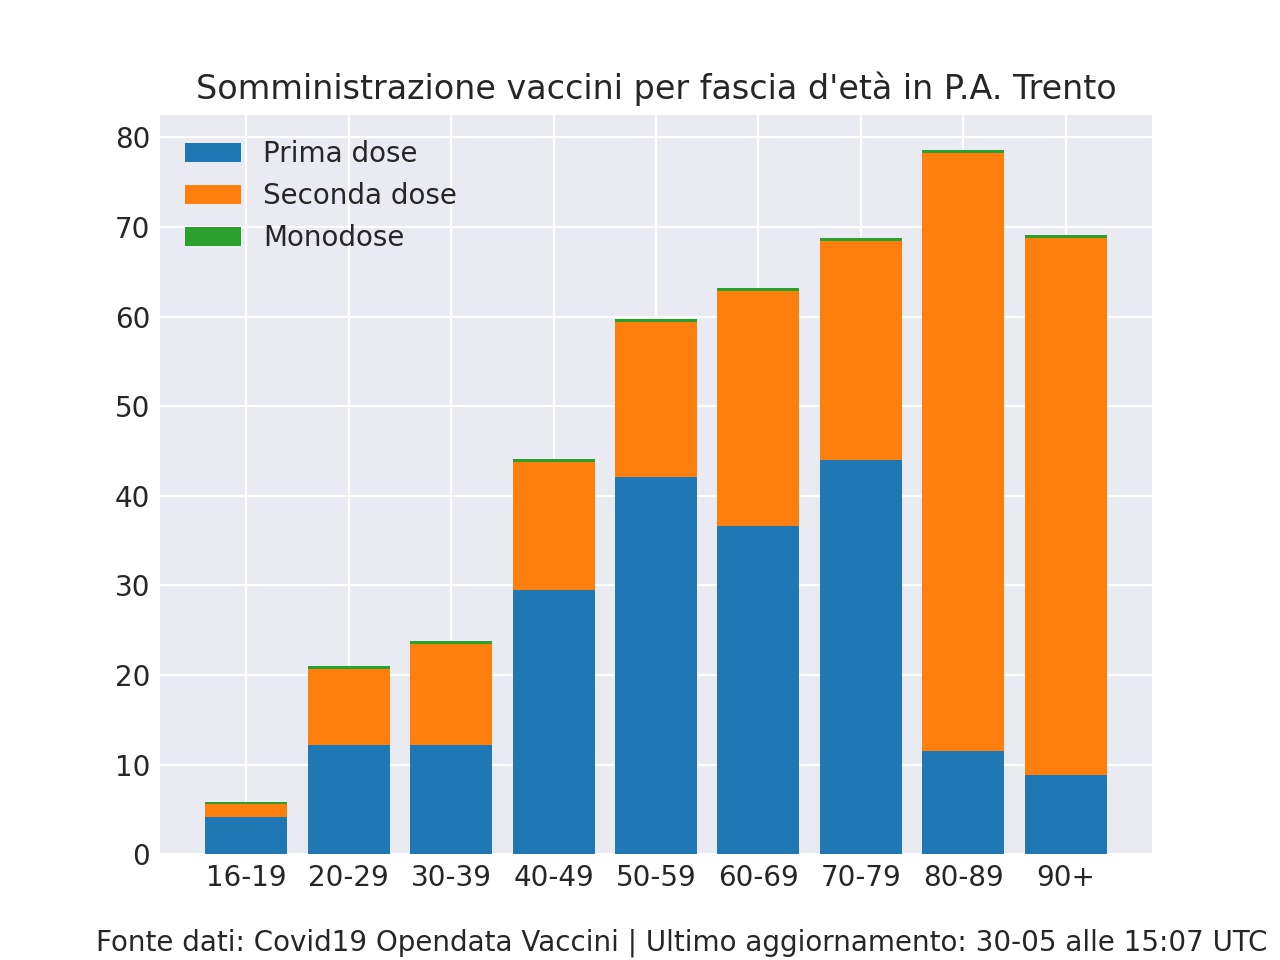 Somministrazione vaccini per fascia d'età in P.A. Trento
80
70
60
50
40
30
20
10
0
Prima dose
Seconda dose
Monodose
16-19 20-29 30-39 40-49 50-59 60-69 70-79 80-89 90+
Fonte dati: Covid19 Opendata Vaccini | Ultimo aggiornamento: 30-05 alle 15:07 UTC